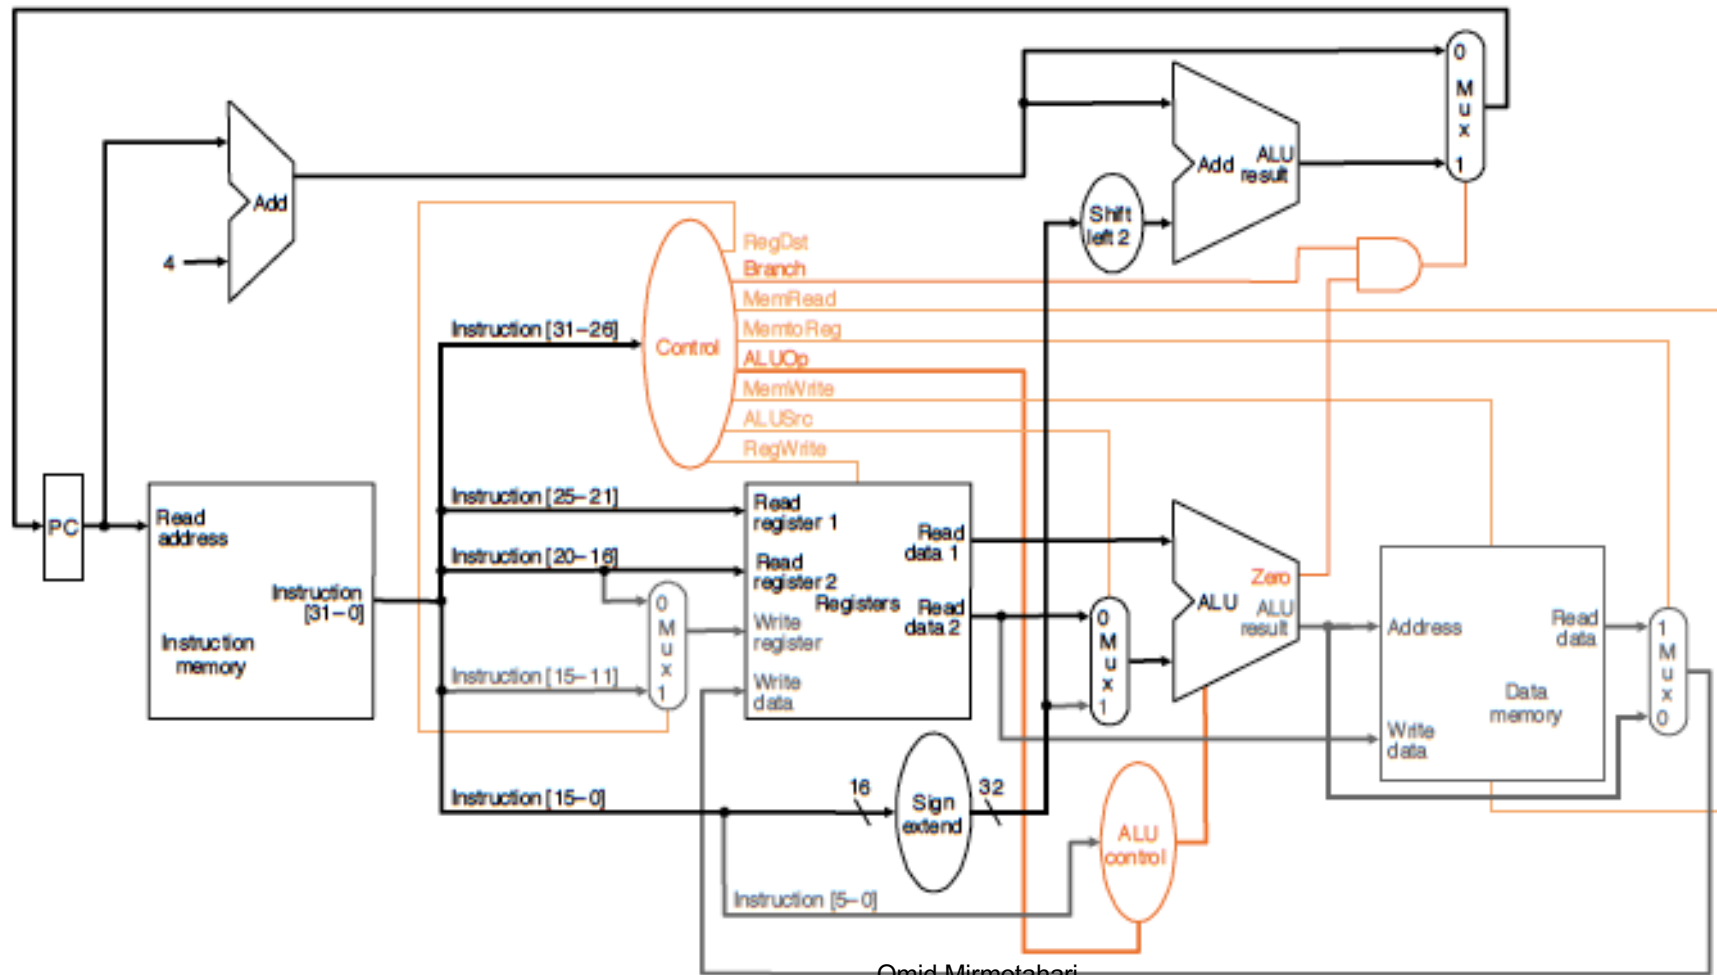 0
M
u
x
1
Add
ALU
result
Shift
left 2
Add
4
RegDst
Branch
MemRead
MemtoReg
ALUOp
MemWrite
ALUSrc
RegWrite
Control
Instruction [31–26]
Instruction [25–21]
Instruction [20–16]
Instruction [15–11]
Instruction [15–0]
Instruction [5–0]
PC
Read
address
Instruction
[31–0]
Instruction
memory
0
M
u
x
1
Read
register 1
Read
register 2
Write
register
Write
data
Registers
Read
data 1
Read
data 2
0
M
u
x
1
Zero
ALU
ALU
result
Address
Write
data
Read
data
Data
memory
1
M
u
x
0
16
Sign
extend
32
ALU
control
Omid Mirmotahari